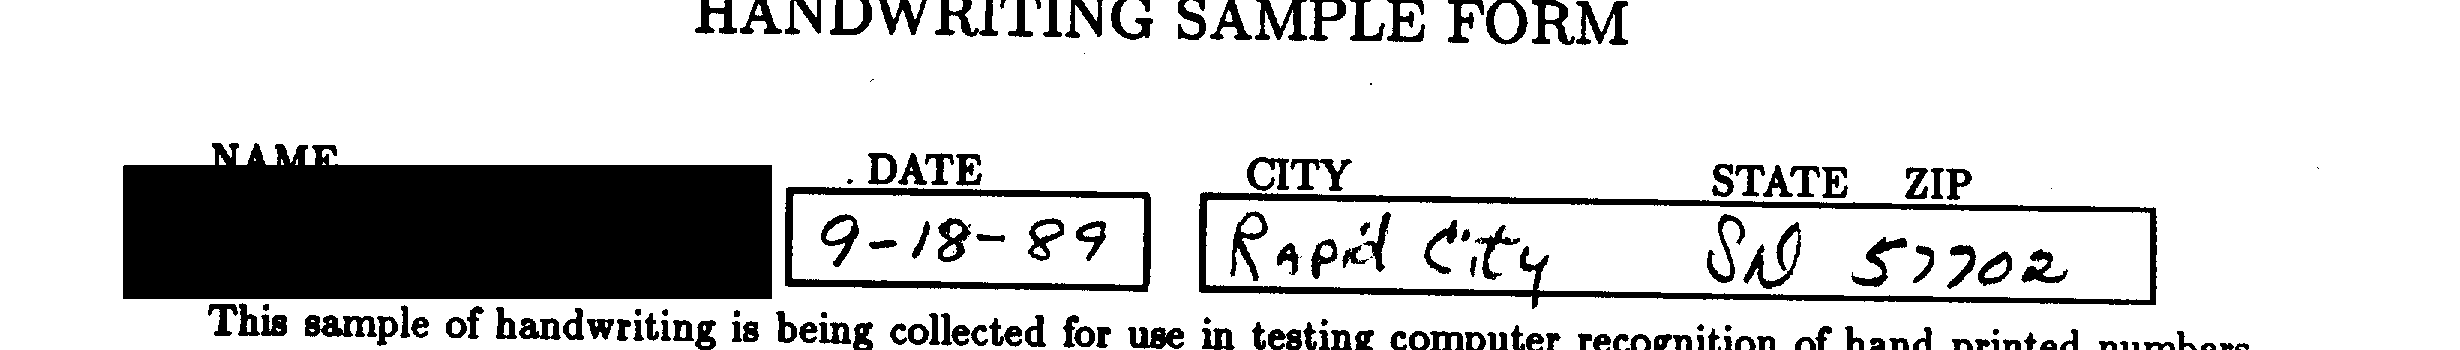 HANDWRITING SAMPLE FORM
NAME
DATE
CITY STATE ZIP
9-18-89
Rapid City SD 57702
This sample of handwriting is being collected for use in testing computer recognition of hand printed numbers